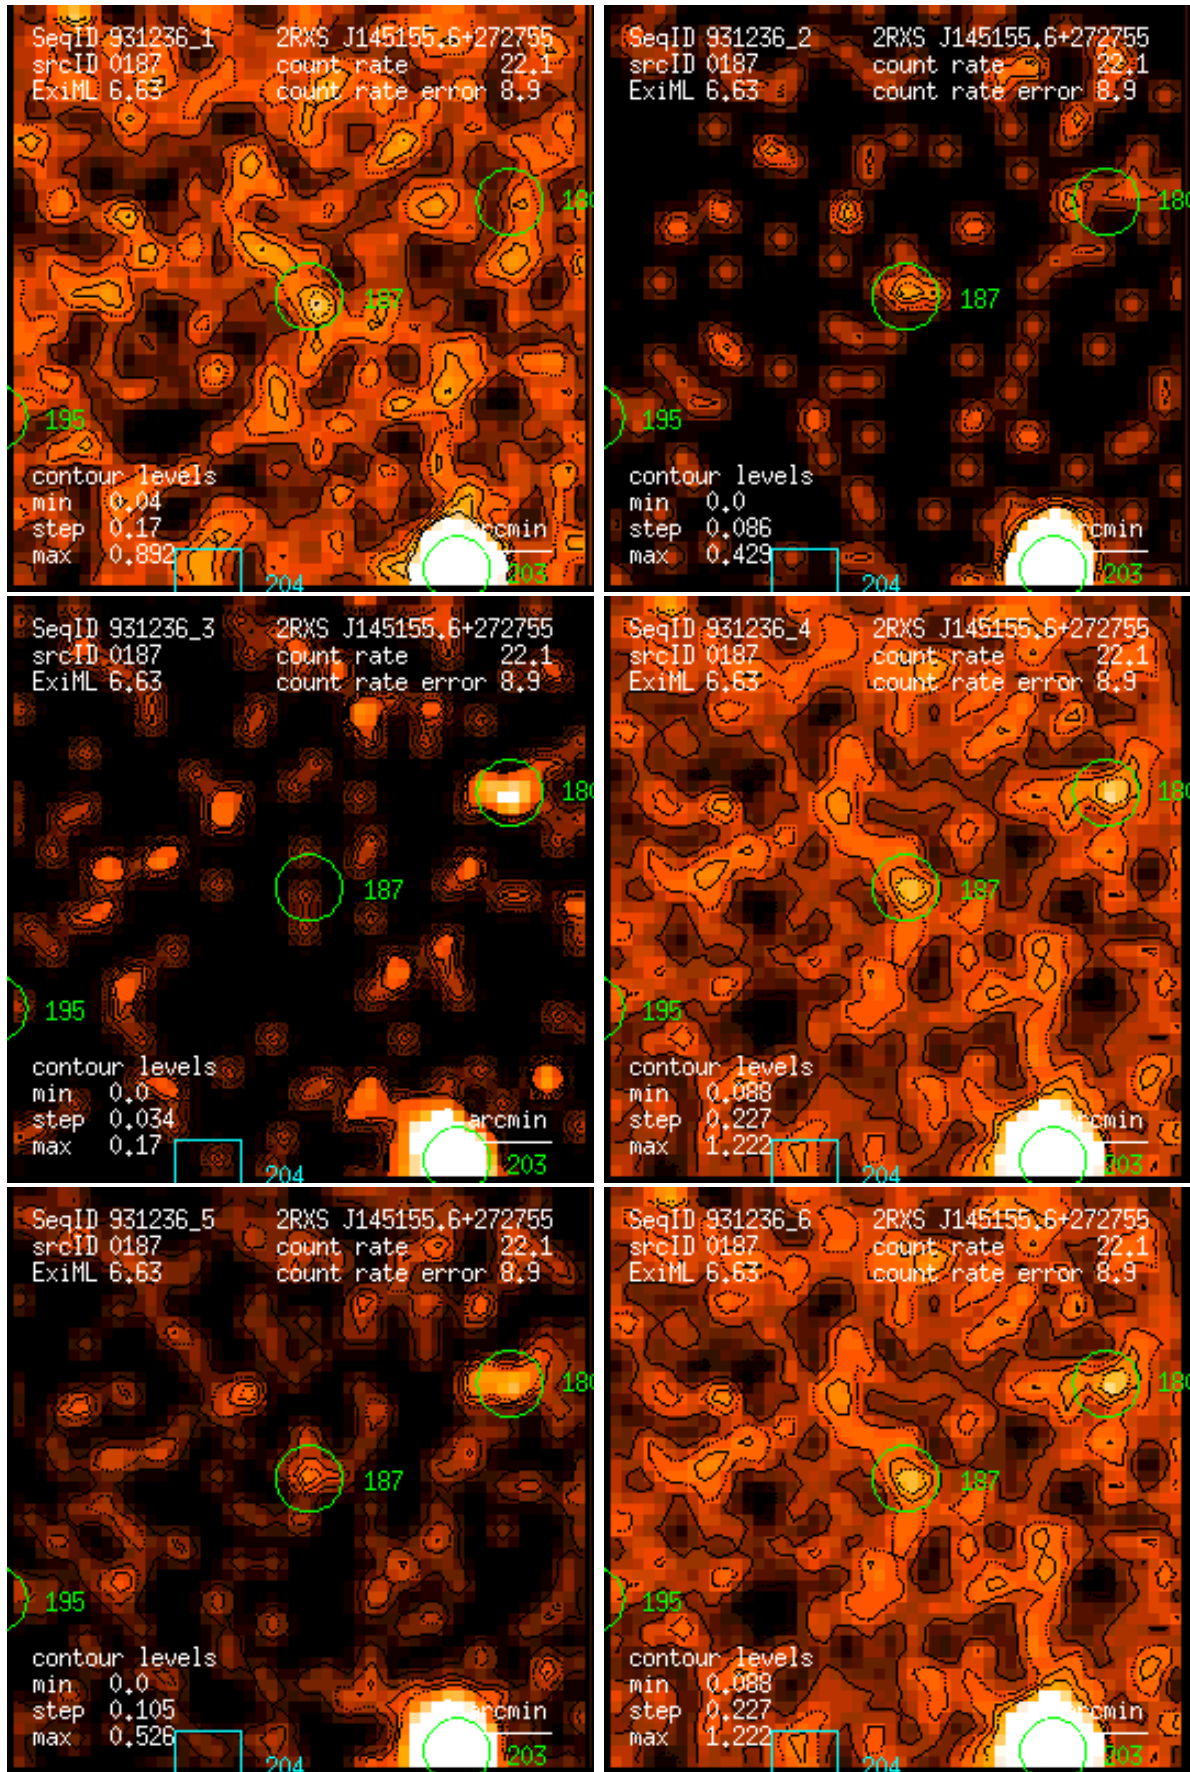 SeqID 931236_1 2RXS J145155.6+272755
srcID 0187 count rate 22.1
ExiML 6.63 count rate error 8.9
180
187
195
contour levels
min 0.04
step 0.17 arcmin
max 0.892 203
204
SeqID 931236_2 2RXS J145155.6+272755
srcID 0187 count rate 22.1
ExiML 6.63 count rate error 8.9
180
187
195
contour levels
min 0.0
step 0.086 arcmin
max 0.429 203
204
SeqID 931236_3 2RXS J145155.6+272755
srcID 0187 count rate 22.1
ExiML 6.63 count rate error 8.9
180
187
195
contour levels
min 0.0
step 0.034 arcmin
max 0.17 203
204
SeqID 931236_4 2RXS J145155.6+272755
srcID 0187 count rate 22.1
ExiML 6.63 count rate error 8.9
180
187
195
contour levels
min 0.088
step 0.227 arcmin
max 1.222 203
204
SeqID 931236_5 2RXS J145155.6+272755
srcID 0187 count rate 22.1
ExiML 6.63 count rate error 8.9
180
187
195
contour levels
min 0.0
step 0.105 arcmin
max 0.526 203
204
SeqID 931236_6 2RXS J145155.6+272755
srcID 0187 count rate 22.1
ExiML 6.63 count rate error 8.9
180
187
195
contour levels
min 0.088
step 0.227 arcmin
max 1.222 203
204